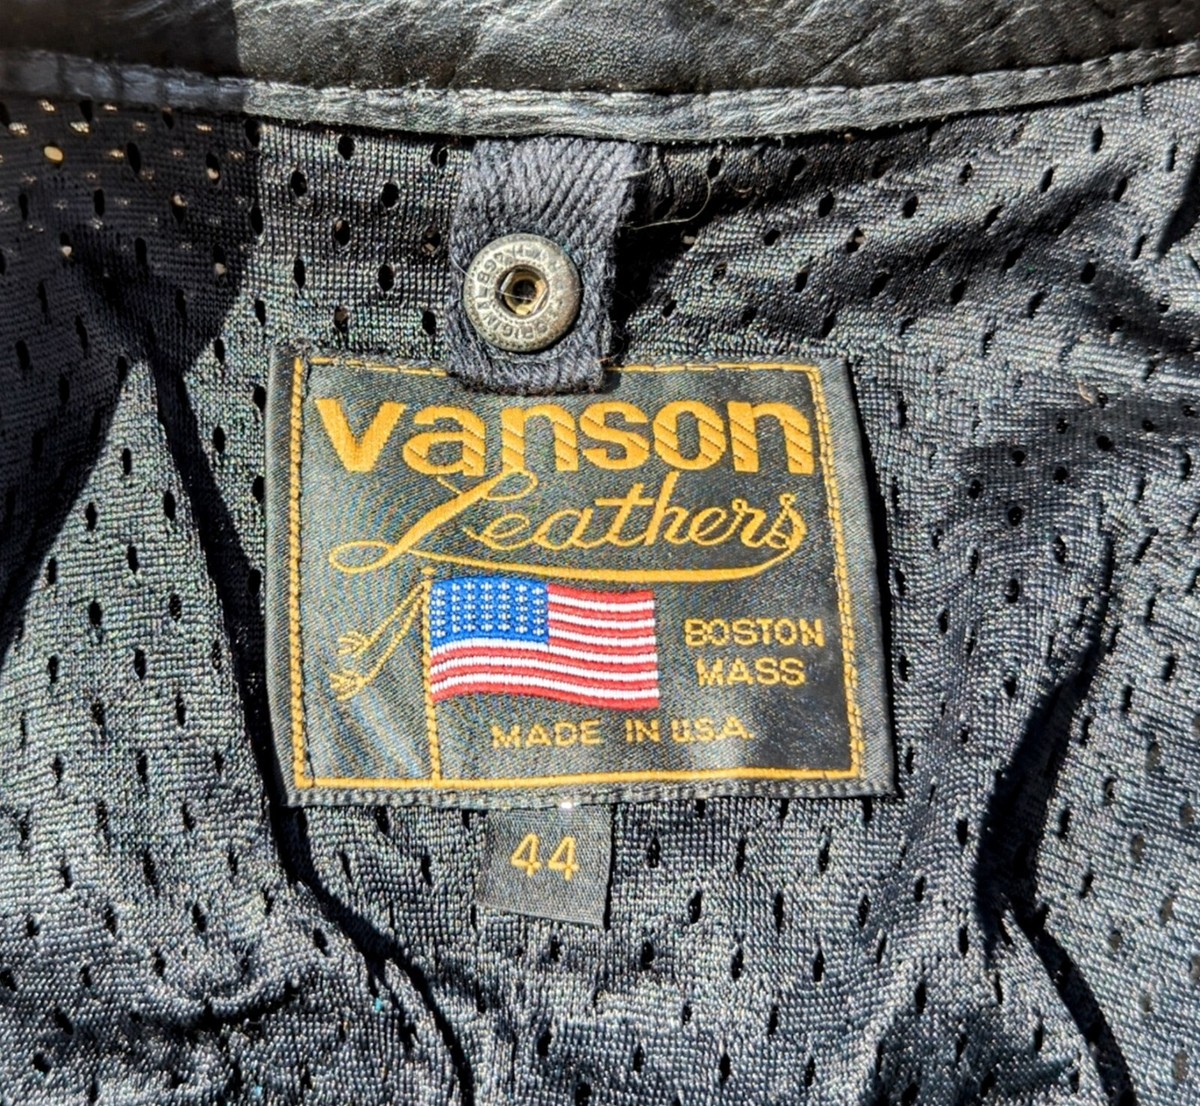 vanson
Leathers
BOSTON
MASS
MADE IN U.S.A.
44